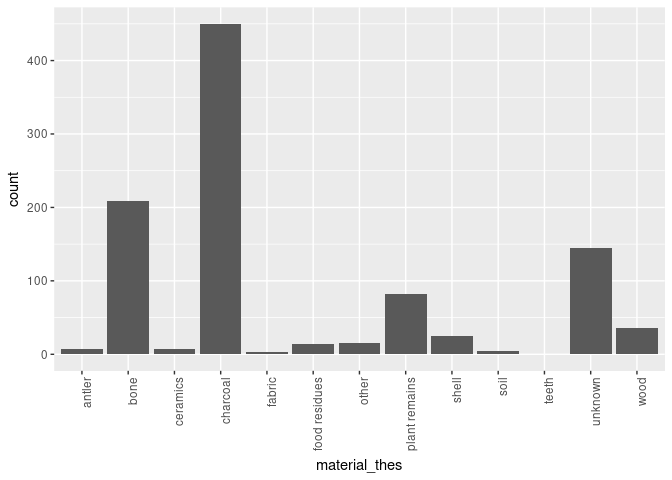 count
400
300
200
100
0
antler
bone
ceramics
charcoal
fabric
food residues
other
plant remains
shell
soil
teeth
unknown
wood
material_thes